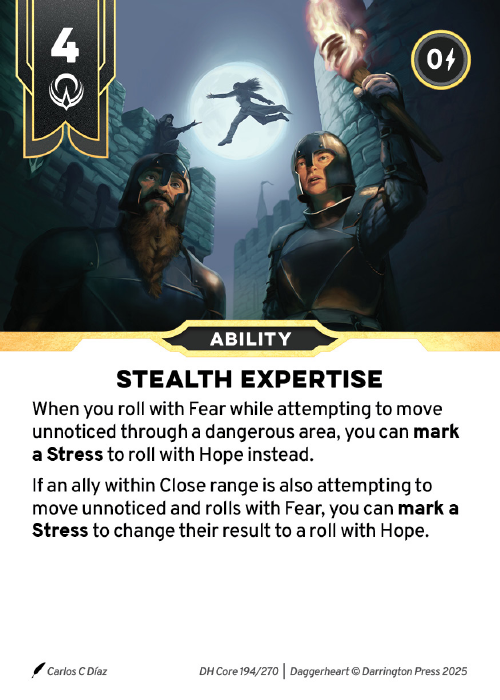 4
0
ABILITY
STEALTH EXPERTISE
When you roll with Fear while attempting to move
unnoticed through a dangerous area, you can mark
a Stress to roll with Hope instead.
If an ally within Close range is also attempting to
move unnoticed and rolls with Fear, you can mark a
Stress to change their result to a roll with Hope.
Carlos C Díaz
DH Core 194/270 | Daggerheart © Darrington Press 2025